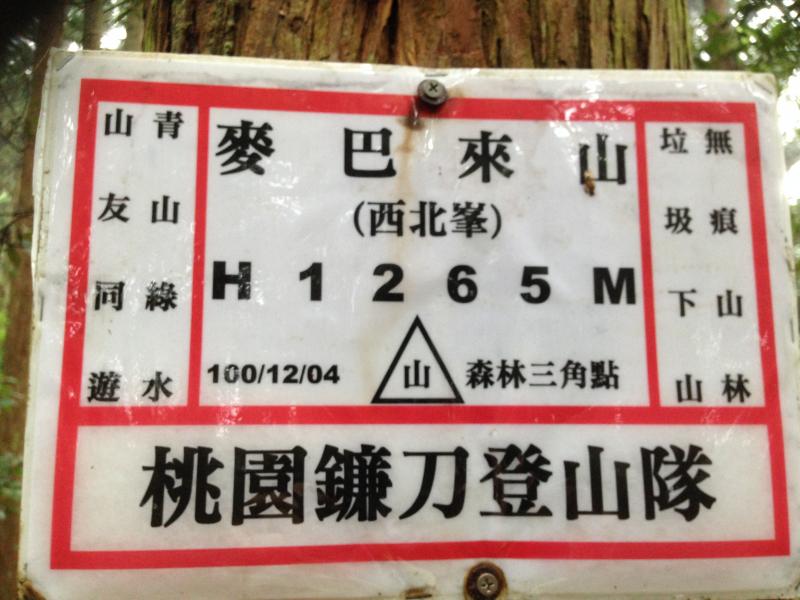 麥巴來山
(西北峯)
H1265M
100/12/04
山
森林三角點
青山綠水
山友同遊
無痕山林
垃圾下山
桃園鐮刀登山隊